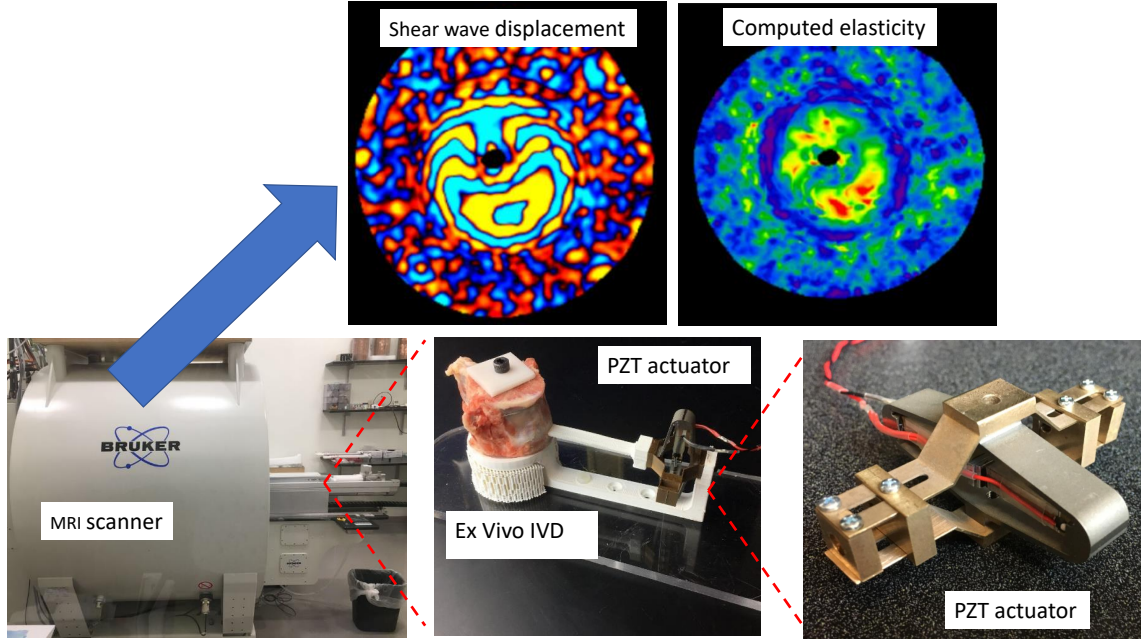 Shear wave displacement
Computed elasticity
BRUKER
MRI scanner
PZT actuator
Ex Vivo IVD
PZT actuator